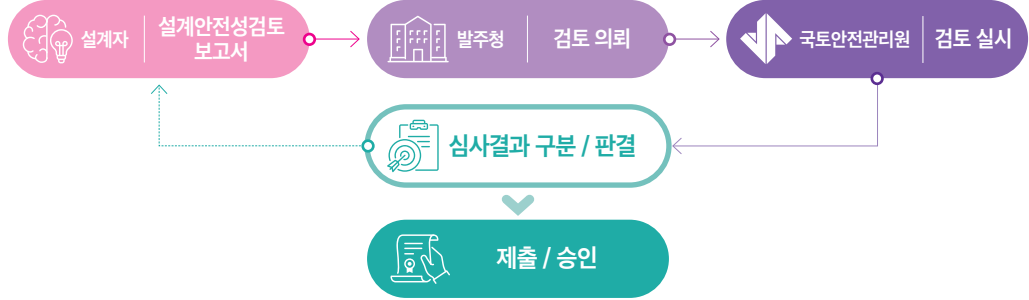 설계자
설계안전성검토
보고서
발주청
검토 의뢰
국토안전관리원
검토 실시
심사결과 구분 / 판결
제출 / 승인